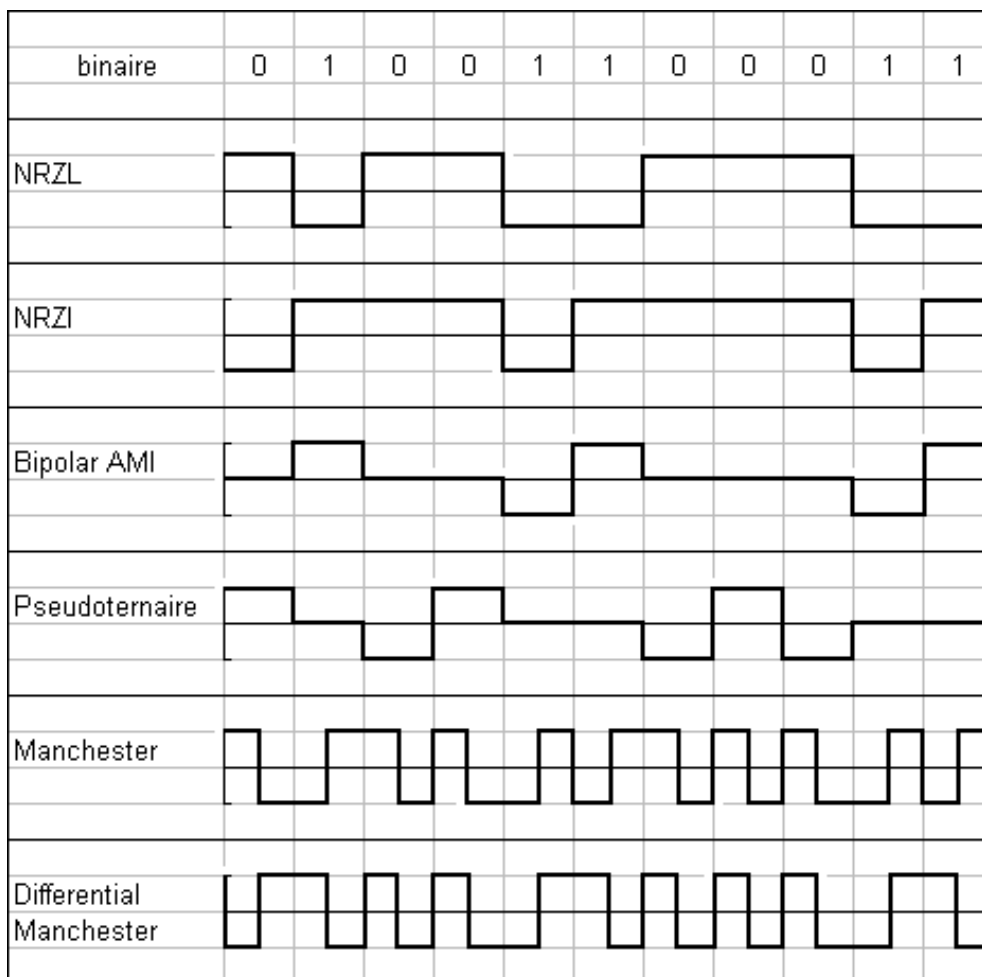 binaire 0 1 0 0 1 1 0 0 0 1 1
NRZL
NRZI
Bipolar AMI
Pseudoternaire
Manchester
Differential
Manchester